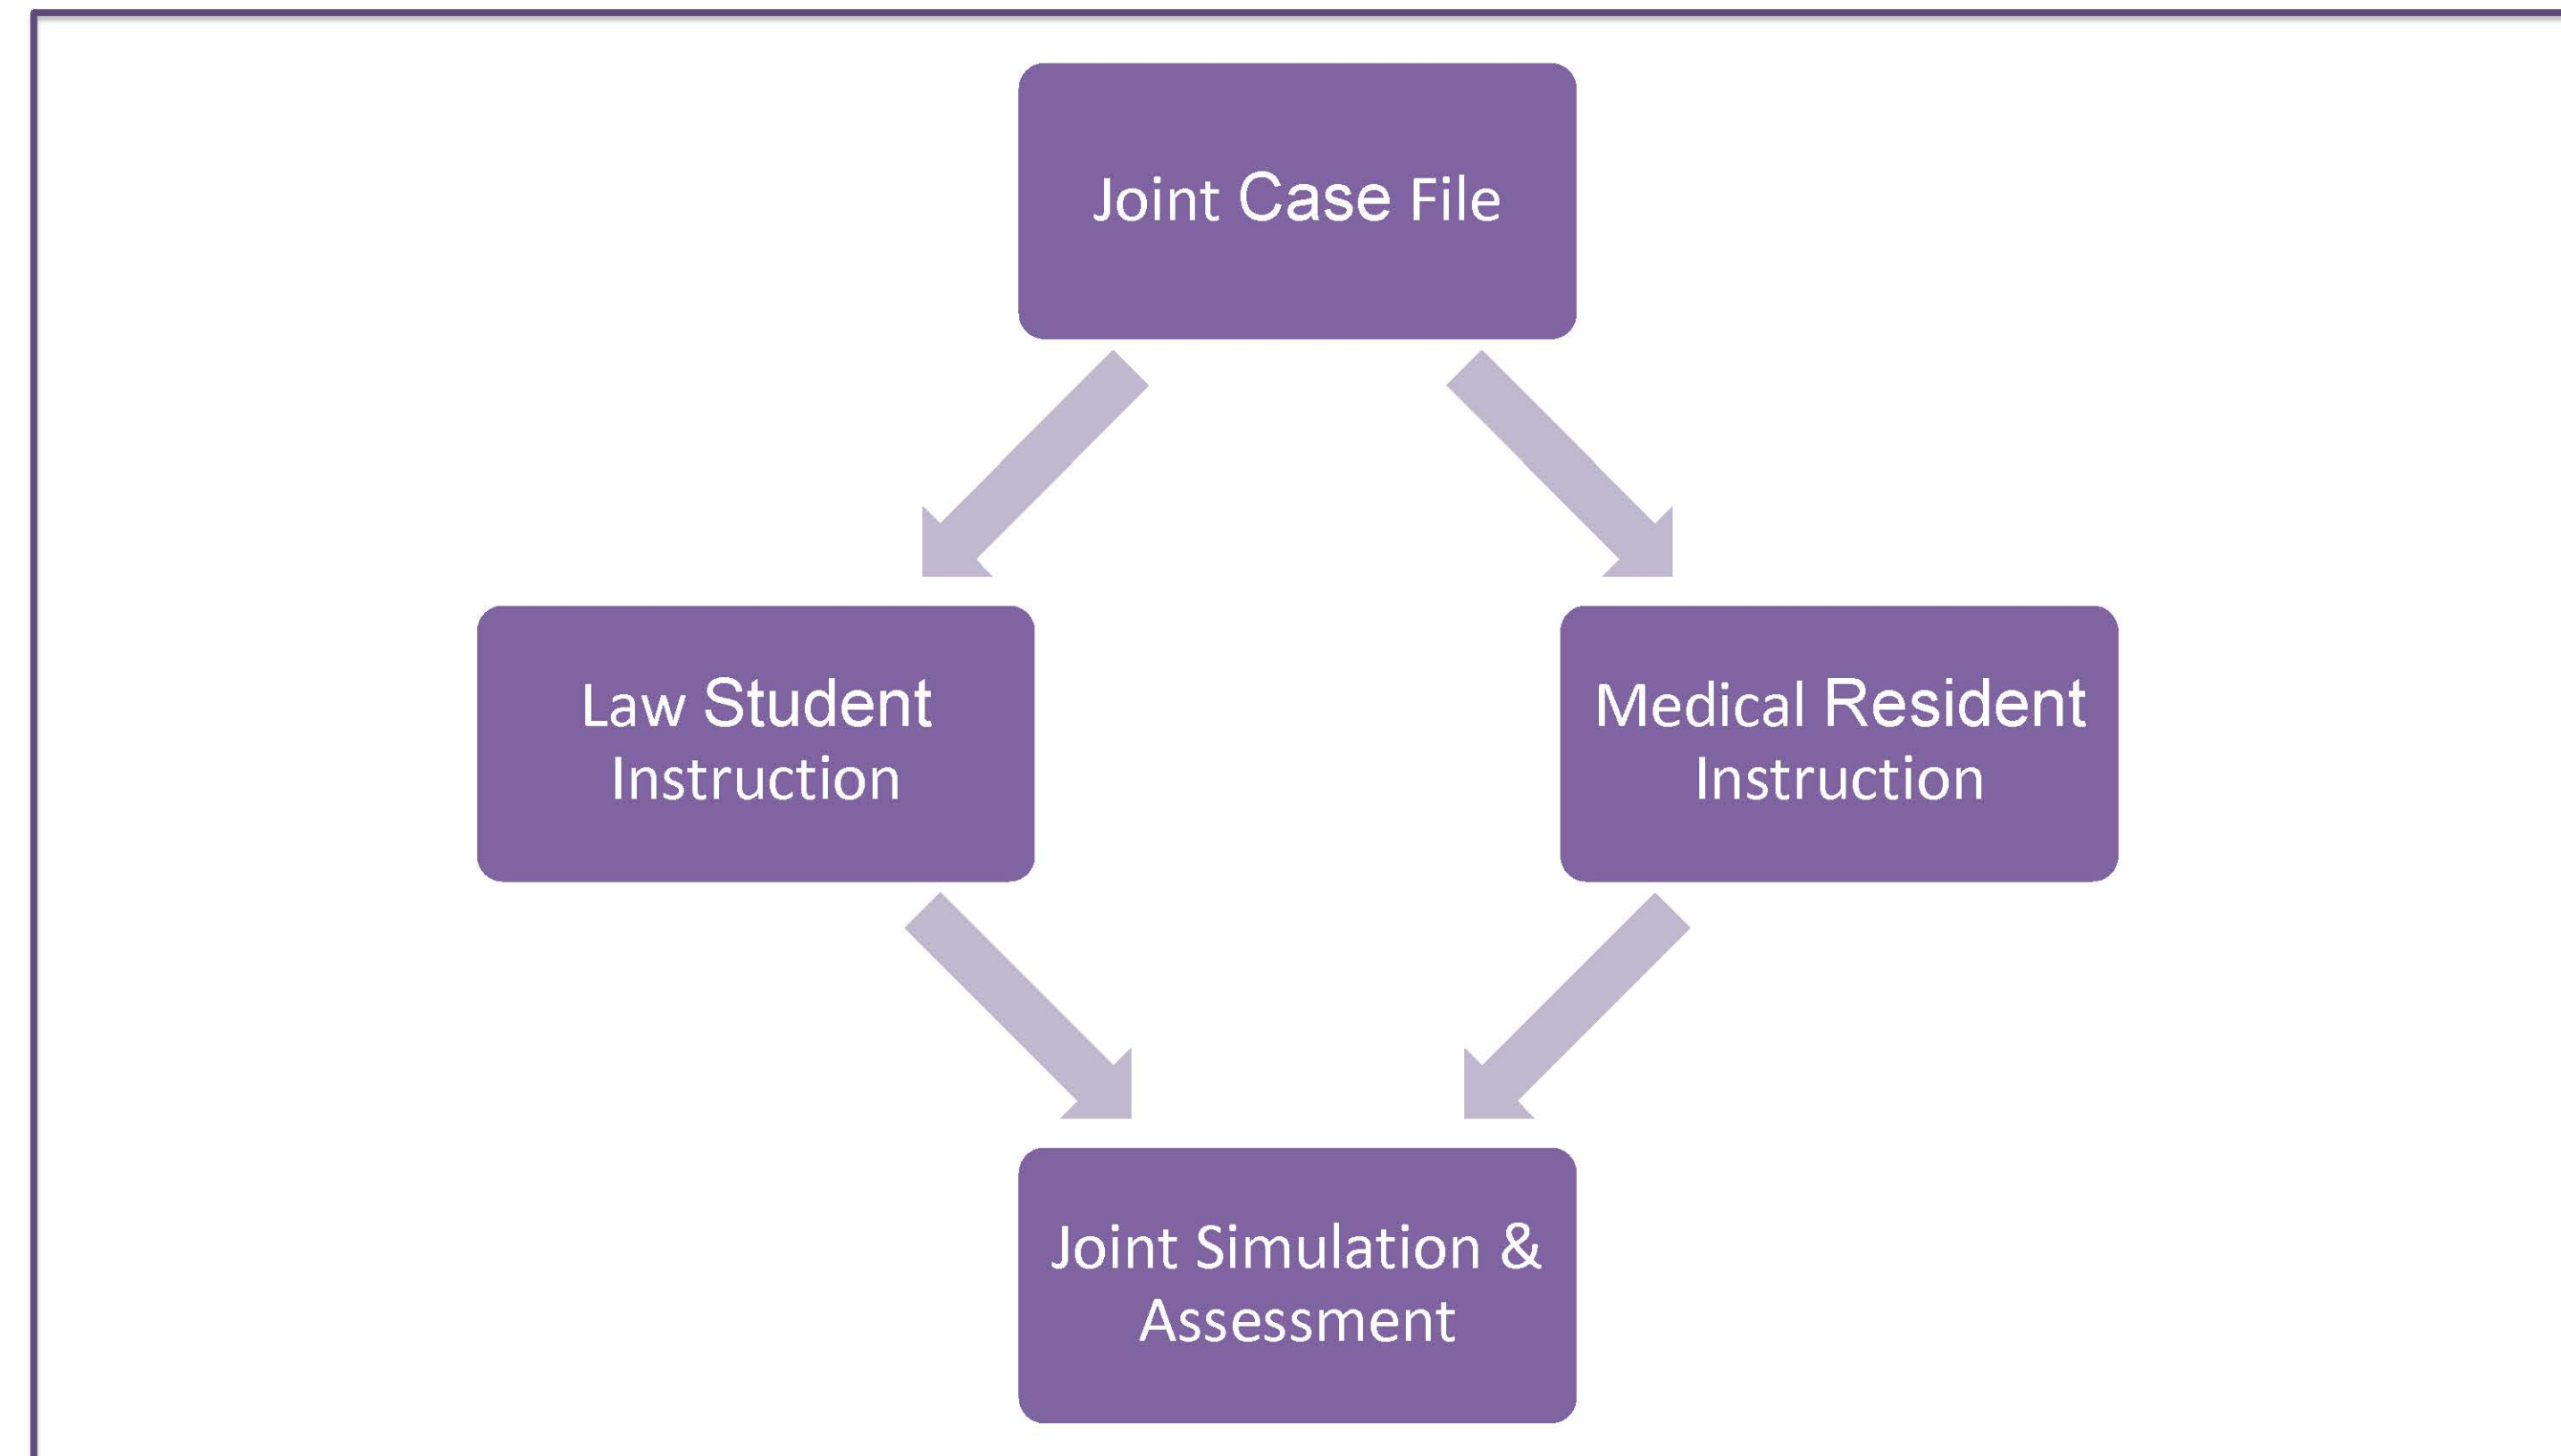 Joint Case File
Law Student
Instruction
Medical Resident
Instruction
Joint Simulation &
Assessment